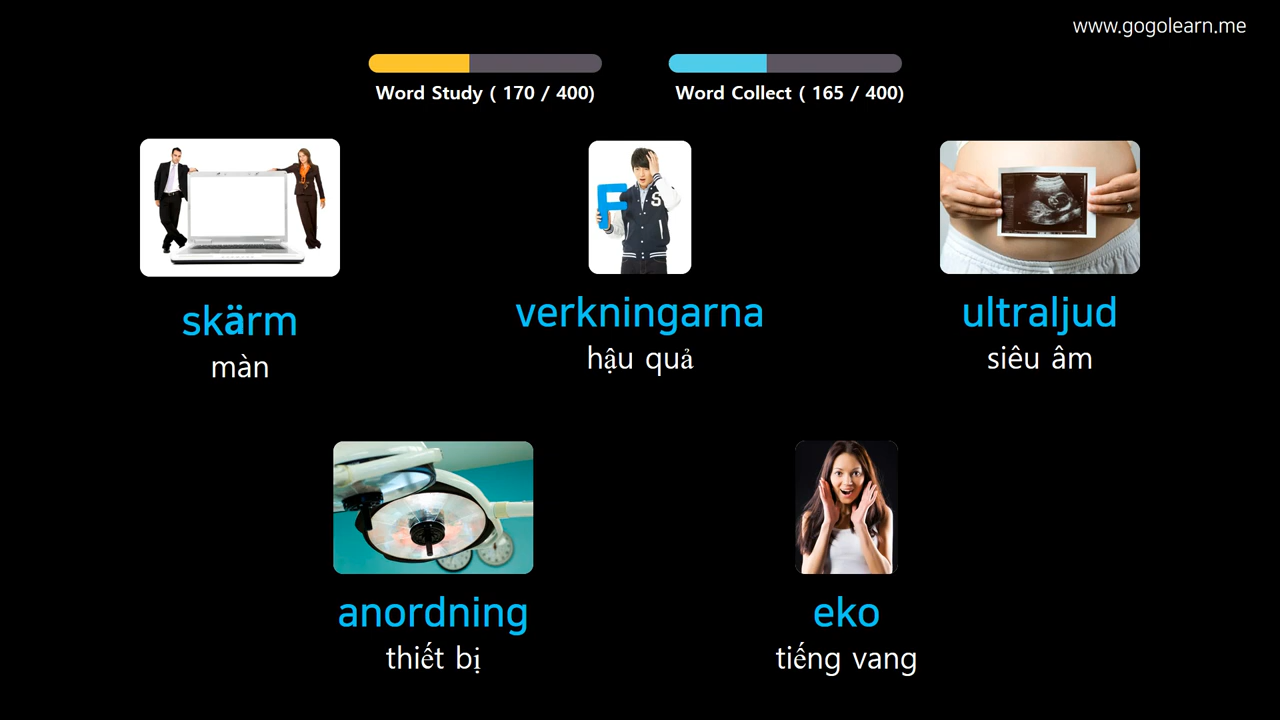 www.gogolearn.me
Word Study ( 170 / 400)
Word Collect ( 165 / 400)
F
S
skärm
màn
verkningarna
hậu quả
ultraljud
siêu âm
anordning
thiết bị
eko
tiếng vang